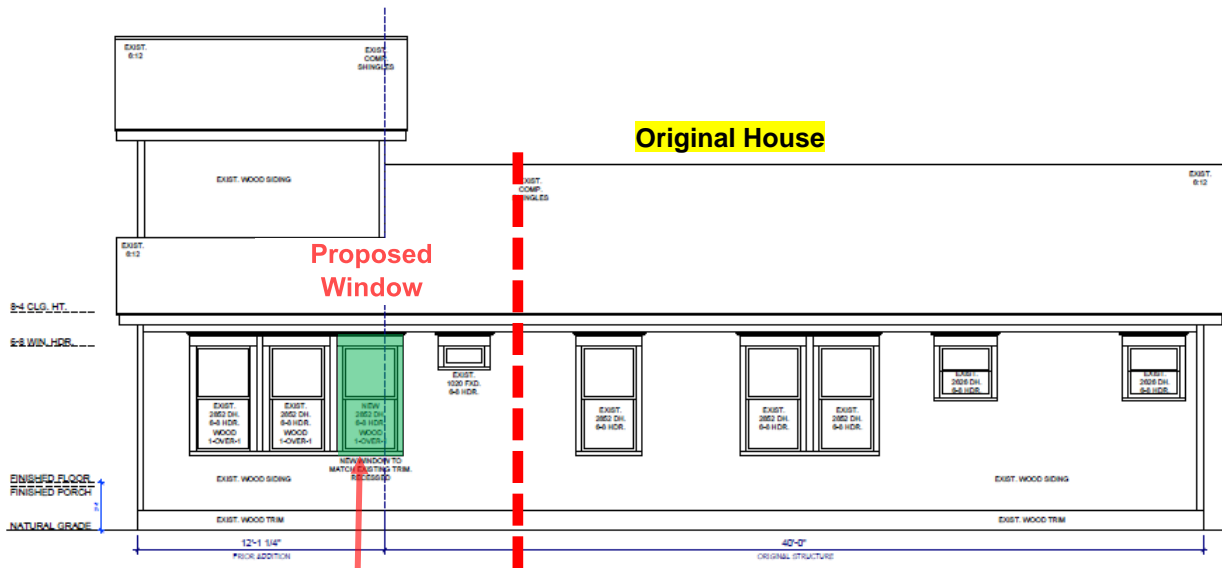 EXIST.
6:12
EXIST.
COMP.
SHINGLES
Original House
EXIST. WOOD SIDING
EXIST.
COMP.
INGLES
EXIST.
6:12
EXIST.
6:12
Proposed
Window
8-4 CLG. HT.
6-8 WIN. HDR.
EXIST.
2852 DH.
6-8 HDR.
WOOD
1-OVER-1
EXIST.
2852 DH.
6-8 HDR.
WOOD
1-OVER-1
NEW
2852 DH.
6-8 HDR.
WOOD
1-OVER-1
EXIST.
1020 FXD.
6-8 HDR.
EXIST.
2852 DH.
6-8 HDR.
EXIST.
2852 DH.
6-8 HDR.
EXIST.
2852 DH.
6-8 HDR.
EXIST.
2626 DH.
6-8 HDR.
EXIST.
2626 DH.
6-8 HDR.
NEW WINDOW TO
MATCH EXISTING TRIM.
RECESSED
FINISHED FLOOR
FINISHED PORCH
EXIST. WOOD SIDING
EXIST. WOOD SIDING
NATURAL GRADE
EXIST. WOOD TRIM
EXIST. WOOD TRIM
12'-1 1/4"
PRIOR ADDITION
40'-0"
ORIGINAL STRUCTURE